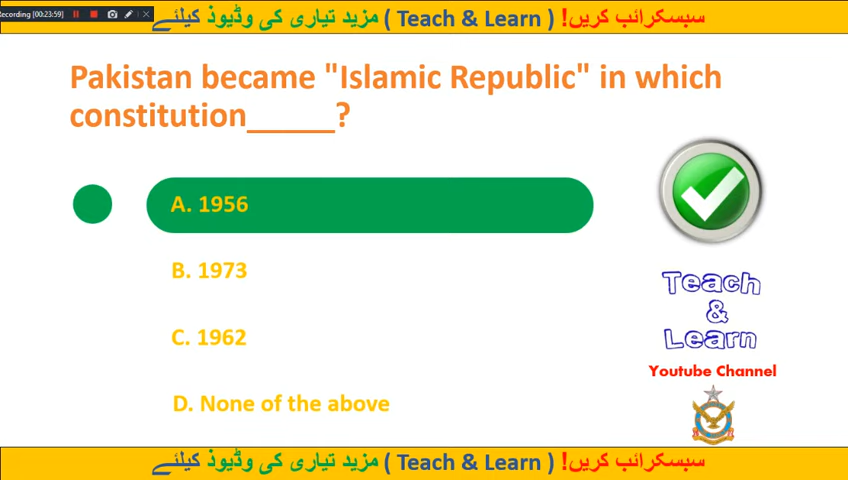 Recording [00:23:59]
سبسکرائب کریں! ( Teach & Learn ) مزید تیاری کی وڈیوذ کیلئے
Pakistan became "Islamic Republic" in which
constitution_____?
A. 1956
B. 1973
C. 1962
D. None of the above
Teach
&
Learn
Youtube Channel
سبسکرائب کریں! ( Teach & Learn ) مزید تیاری کی وڈیوذ کیلئے